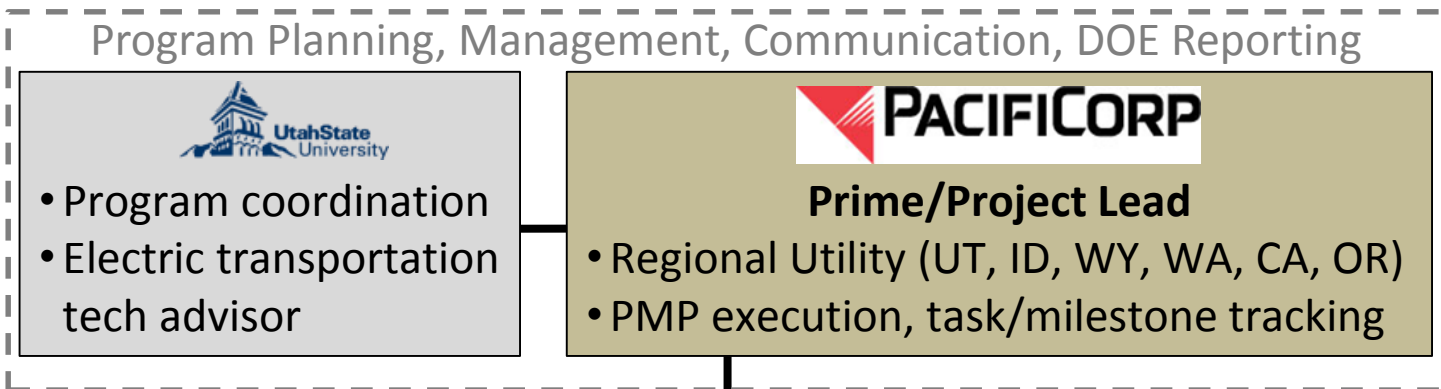 Program Planning, Management, Communication, DOE Reporting
UtahState
University
• Program coordination
• Electric transportation
tech advisor
PACIFICORP
Prime/Project Lead
• Regional Utility (UT, ID, WY, WA, CA, OR)
• PMP execution, task/milestone tracking